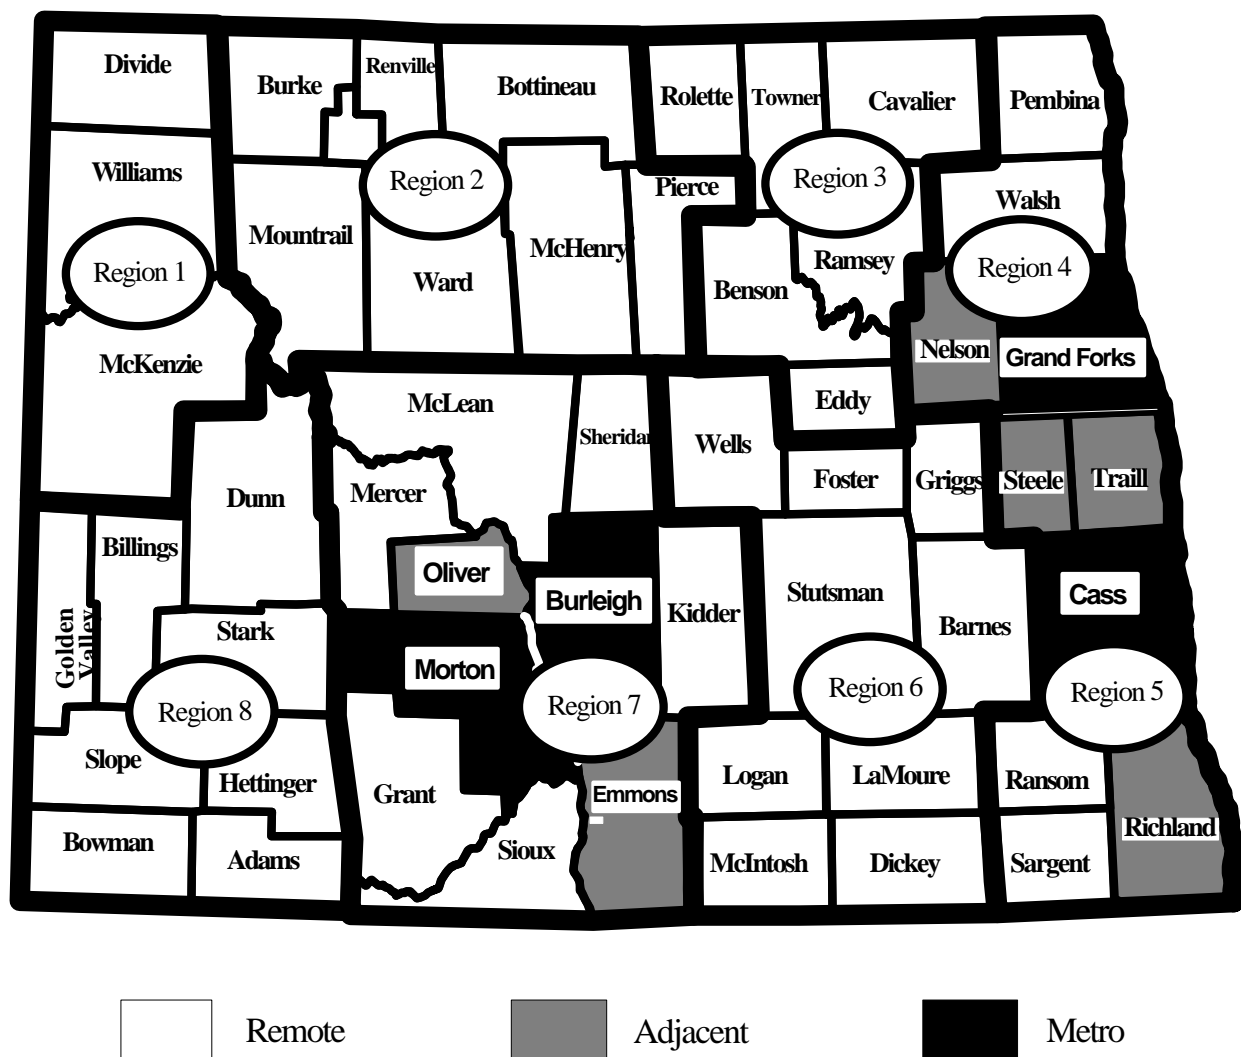 Divide
Burke
Renville
Bottineau
Rolette
Towner
Cavalier
Pembina
Williams
Region 2
Pierce
Region 3
Walsh
Mountrail
McHenry
Region 1
Ward
Benson
Ramsey
Region 4
McKenzie
Nelson
Grand Forks
McLean
Sheridan
Wells
Eddy
Dunn
Mercer
Foster
Griggs
Steele
Traill
Billings
Oliver
Burleigh
Kidder
Stutsman
Barnes
Cass
Golden
Valley
Stark
Morton
Region 8
Region 7
Region 6
Region 5
Slope
Hettinger
Grant
Emmons
Logan
LaMoure
Ransom
Bowman
Adams
Sioux
McIntosh
Dickey
Sargent
Richland
Remote
Adjacent
Metro